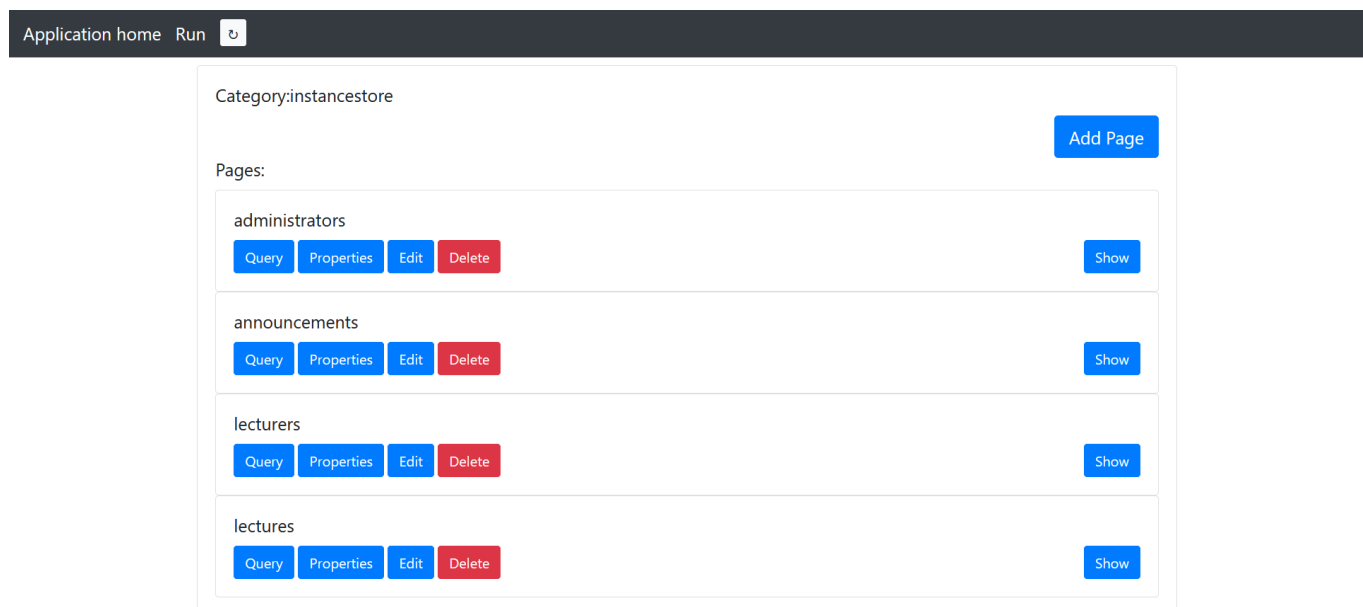 Application home Run ↻
Category:instancestore
Add Page
Pages:
administrators
Query Properties Edit Delete Show
announcements
Query Properties Edit Delete Show
lecturers
Query Properties Edit Delete Show
lectures
Query Properties Edit Delete Show